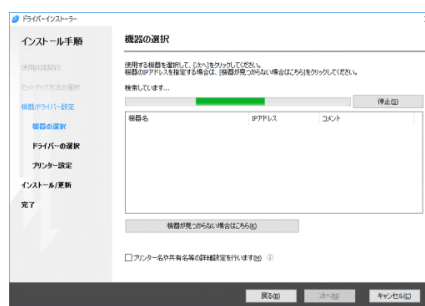 ドライバーインストーラー
インストール手順
使用許諾契約
セットアップ方法の選択
機器/ドライバー設定
機器の選択
ドライバーの選択
プリンター設定
インストール/更新
完了
機器の選択
使用する機器を選択して、[次へ]をクリックしてください。
機器のIPアドレスを指定する場合は、[機器が見つからない場合はこちら]をクリックしてください。
検索しています...
停止(I)
機器名 IPアドレス コメント
機器が見つからない場合はこちら(K)
プリンター名や共有名等の詳細設定を行います(M)
戻る(B) 次へ(N) キャンセル(C)